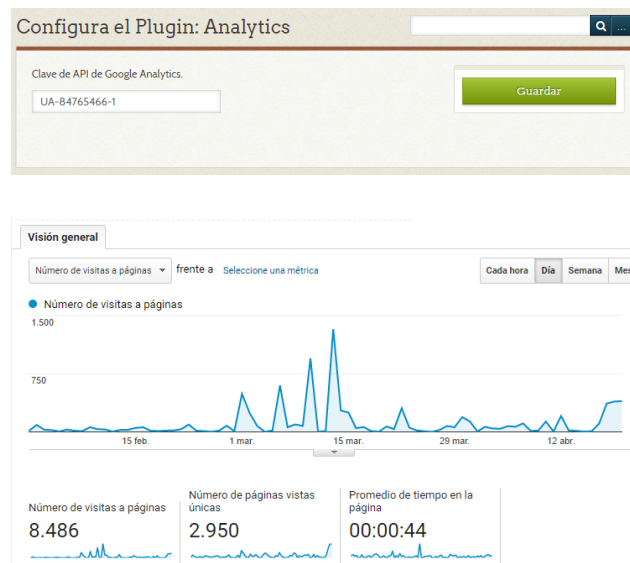 Configura el Plugin: Analytics
...
Clave de API de Google Analytics.
UA-84765466-1
Guardar
Visión general
Número de visitas a páginas frente a Seleccione una métrica
Cada hora Día Semana Mes
Número de visitas a páginas
1.500
750
15 feb. 1 mar. 15 mar. 29 mar. 12 abr.
Número de visitas a páginas
8.486
Número de páginas vistas
únicas
2.950
Promedio de tiempo en la
página
00:00:44